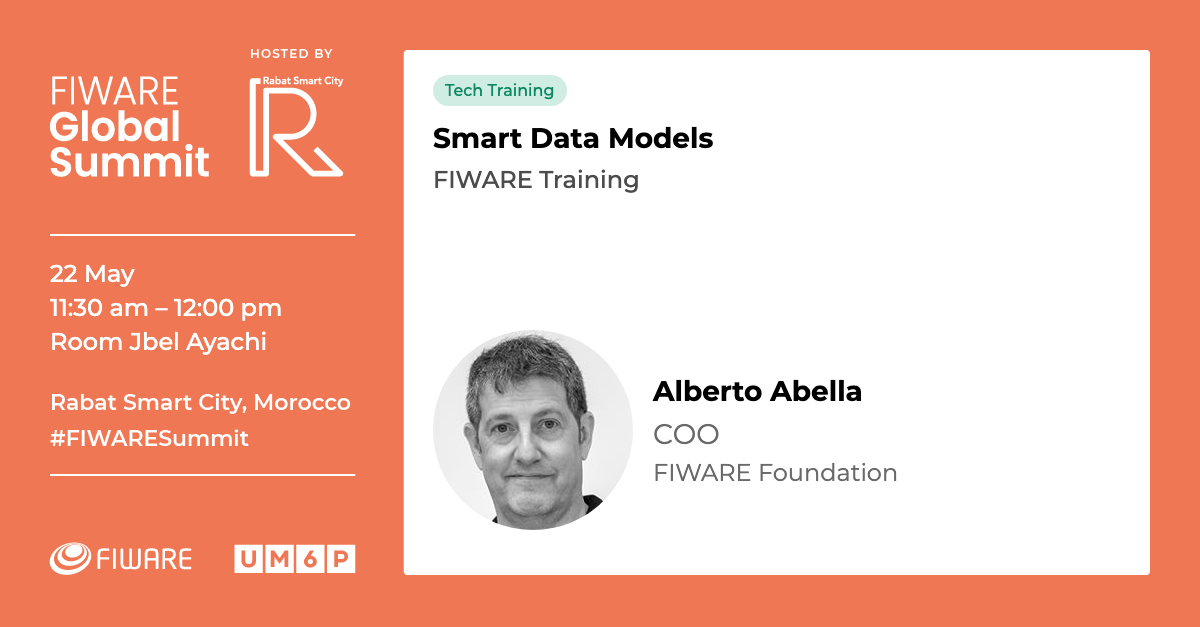 FIWARE
Global
Summit
HOSTED BY
Rabat Smart City
R
22 May
11:30 am – 12:00 pm
Room Jbel Ayachi
Rabat Smart City, Morocco
#FIWARESummit
FIWARE
UM6P
Tech Training
Smart Data Models
FIWARE Training
Alberto Abella
COO
FIWARE Foundation